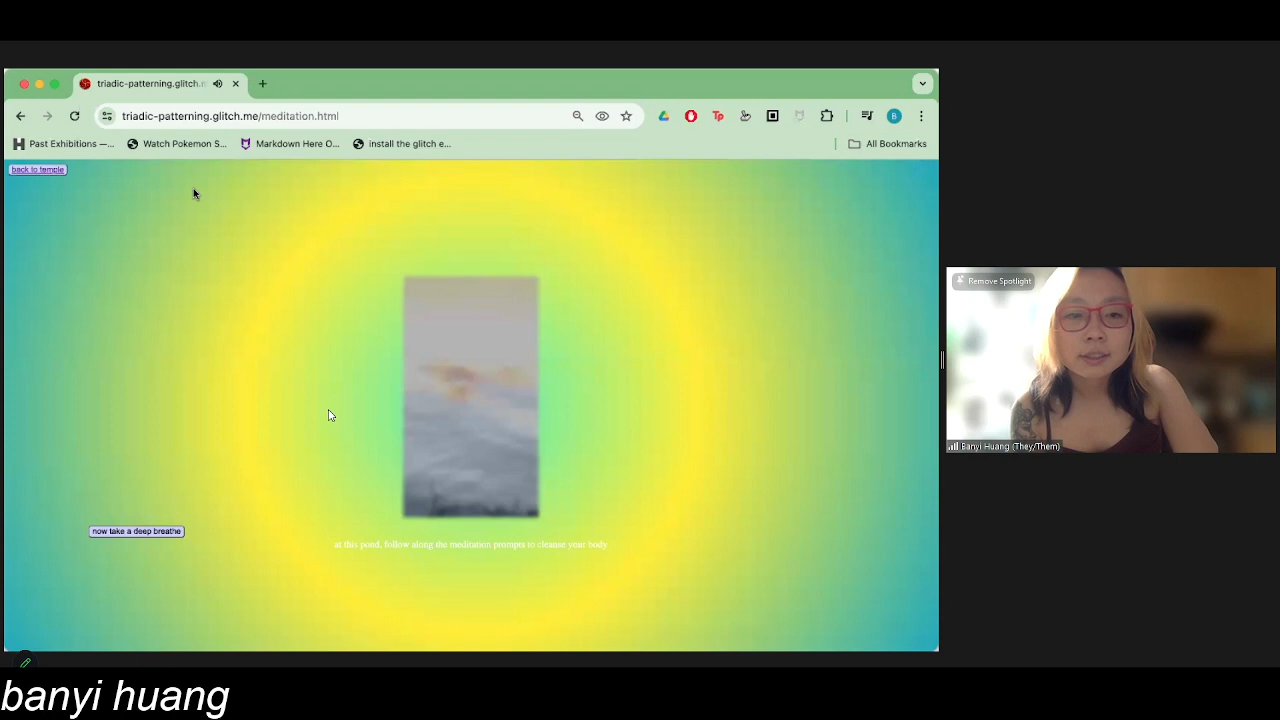 triadic-patterning.glitch.m
triadic-patterning.glitch.me/meditation.html
Past Exhibitions —...
Watch Pokemon S...
Markdown Here O...
install the glitch e...
All Bookmarks
Tp
B
back to temple
Remove Spotlight
Banyi Huang (They/Them)
now take a deep breathe
at this pond, follow along the meditation prompts to cleanse your body
banyi huang